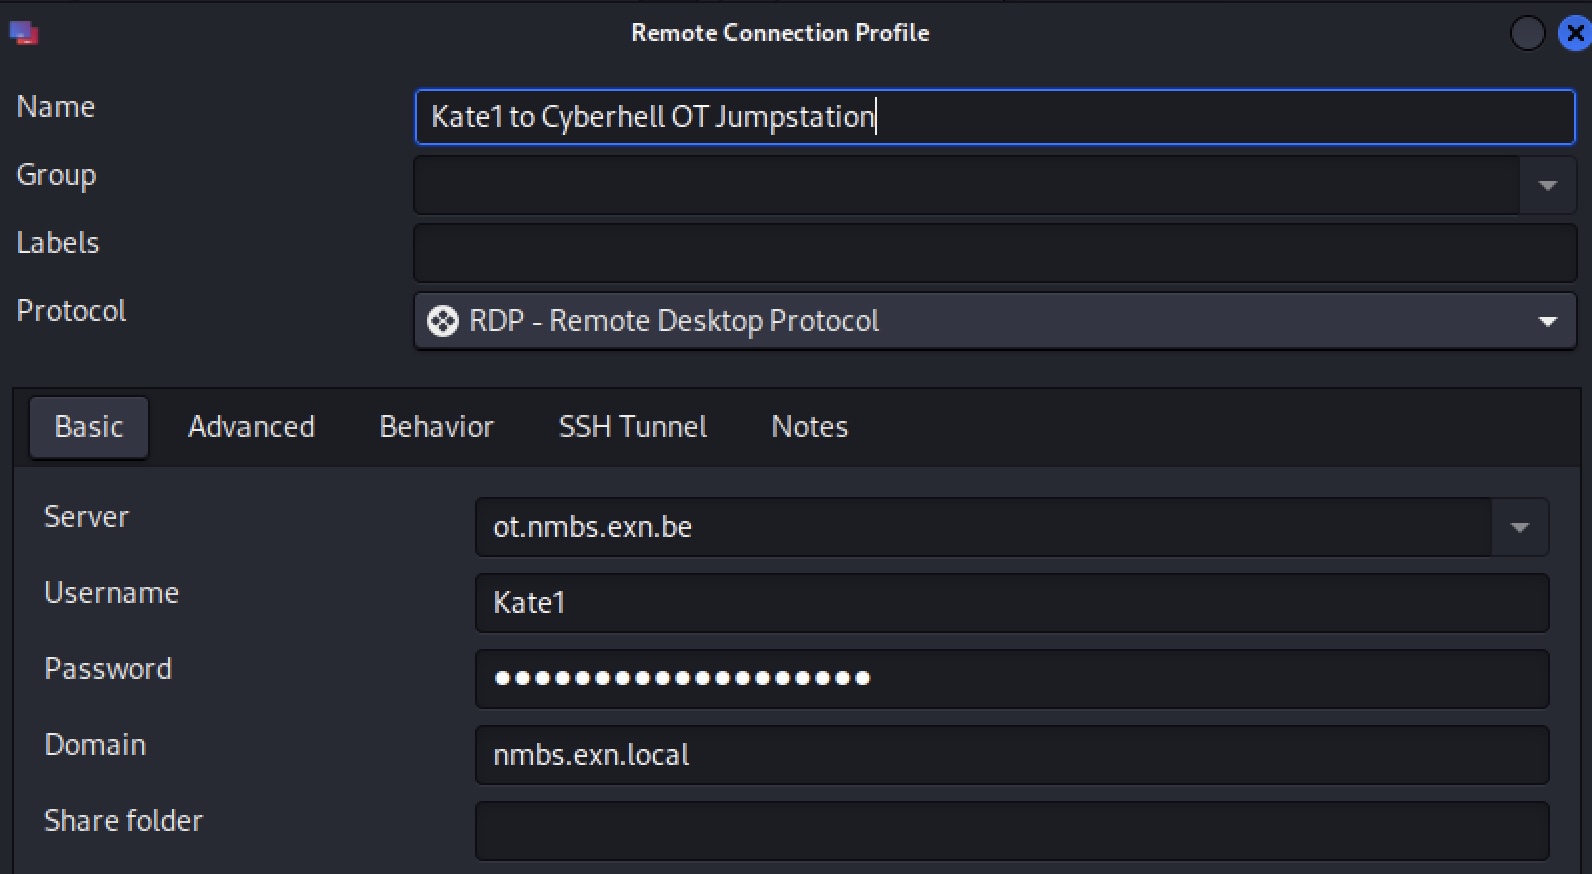 Remote Connection Profile
Name
Kate1 to Cyberhell OT Jumpstation
Group
Labels
Protocol
RDP - Remote Desktop Protocol
Basic Advanced Behavior SSH Tunnel Notes
Server
ot.nmbs.exn.be
Username
Kate1
Password
●●●●●●●●●●●●●●●●●●●
Domain
nmbs.exn.local
Share folder